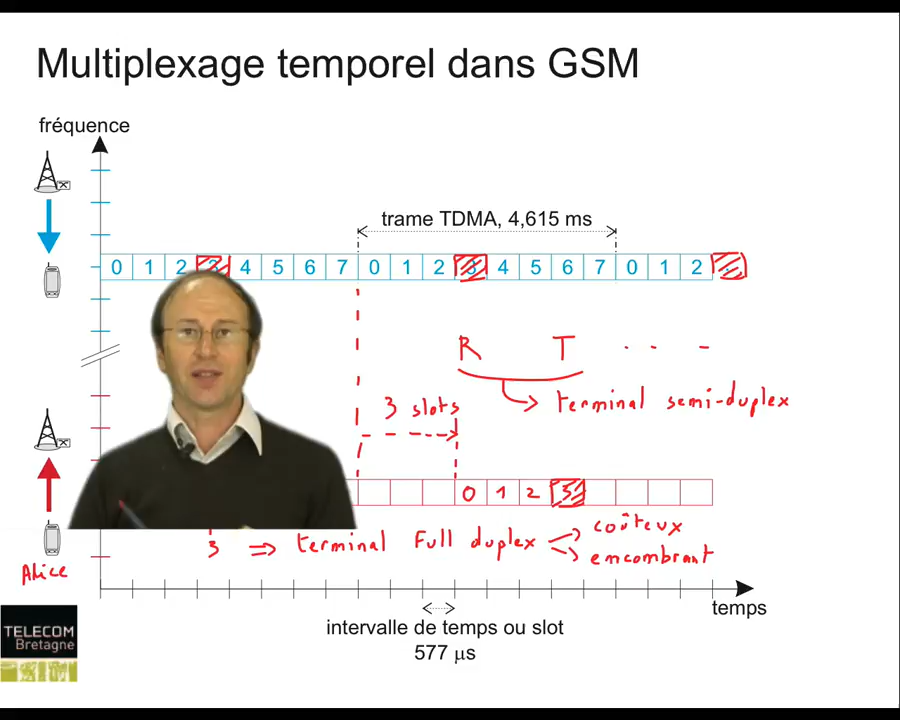 Multiplexage temporel dans GSM
fréquence
trame TDMA, 4,615 ms
0 1 2 3 4 5 6 7 0 1 2 3 4 5 6 7 0 1 2
R T . . -
3 slots
terminal semi-duplex
0 1 2 3
coûteux
3 ⇒ terminal Full duplex
encombrant
Alice
temps
intervalle de temps ou slot
577 µs
TELECOM
Bretagne